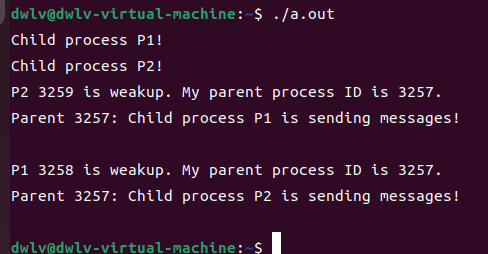 dwlv@dwlv-virtual-machine:~$ ./a.out
Child process P1!
Child process P2!
P2 3259 is weakup. My parent process ID is 3257.
Parent 3257: Child process P1 is sending messages!
P1 3258 is weakup. My parent process ID is 3257.
Parent 3257: Child process P2 is sending messages!
dwlv@dwlv-virtual-machine:~$